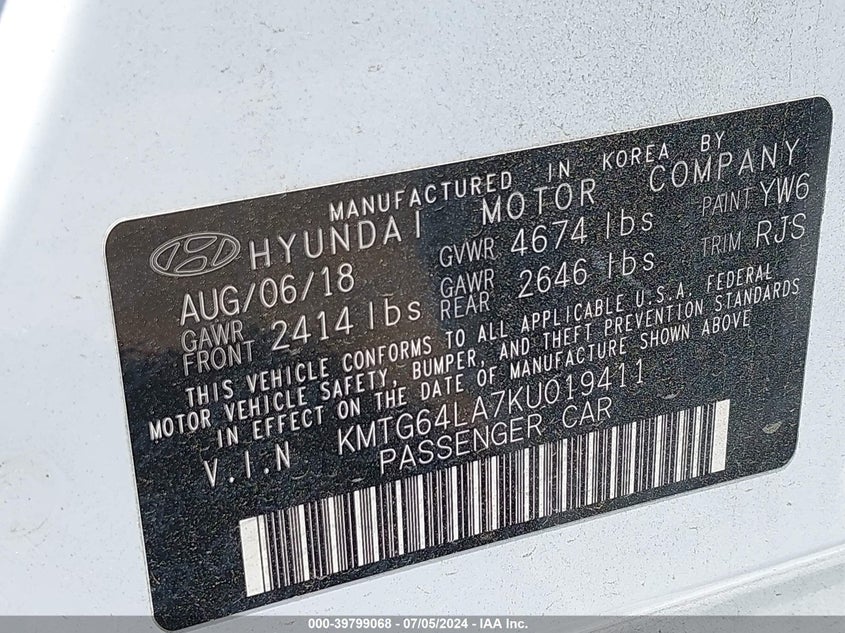 MANUFACTURED IN KOREA BY
HYUNDAI MOTOR COMPANY
AUG/06/18 GVWR 4674 lbs PAINT YW6
GAWR FRONT 2414 lbs GAWR REAR 2646 lbs TRIM RJS
THIS VEHICLE CONFORMS TO ALL APPLICABLE U.S.A. FEDERAL
MOTOR VEHICLE SAFETY, BUMPER, AND THEFT PREVENTION STANDARDS
IN EFFECT ON THE DATE OF MANUFACTURE SHOWN ABOVE
V.I.N KMTG64LA7KU019411
PASSENGER CAR
000-39799068 - 07/05/2024 - IAA Inc.